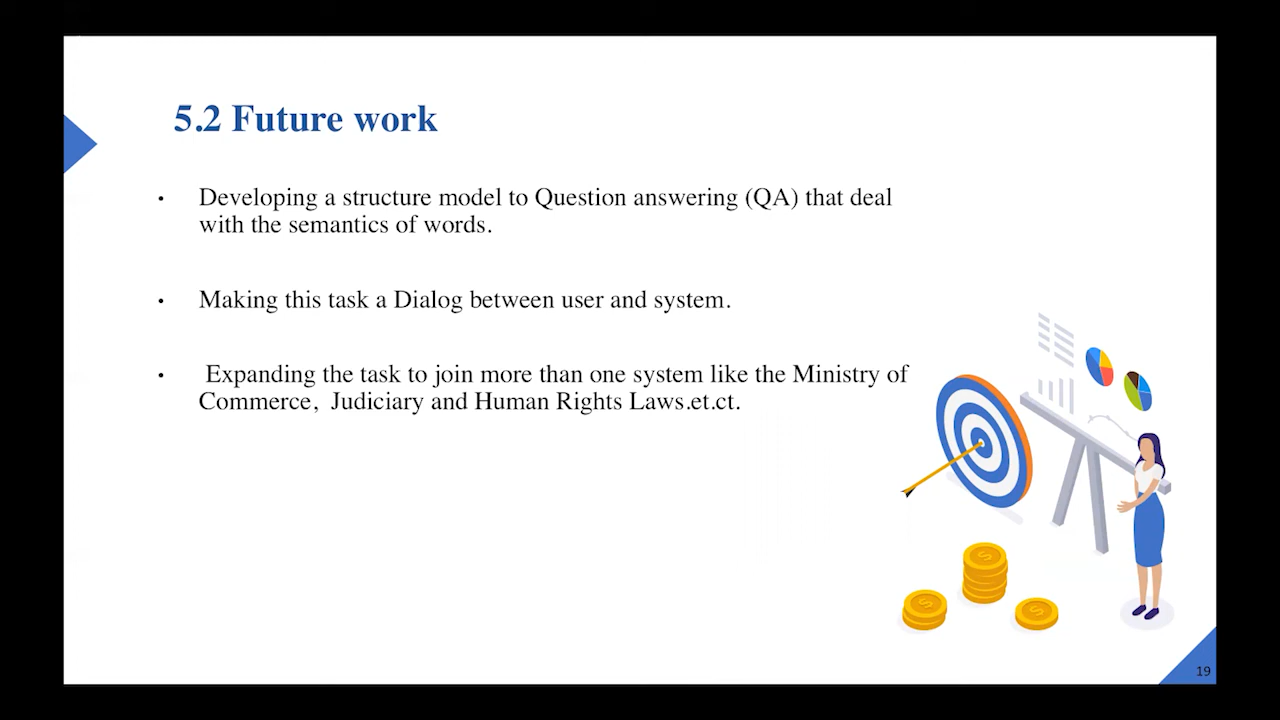 5.2 Future work
• Developing a structure model to Question answering (QA) that deal
with the semantics of words.
• Making this task a Dialog between user and system.
• Expanding the task to join more than one system like the Ministry of
Commerce, Judiciary and Human Rights Laws.et.ct.
19